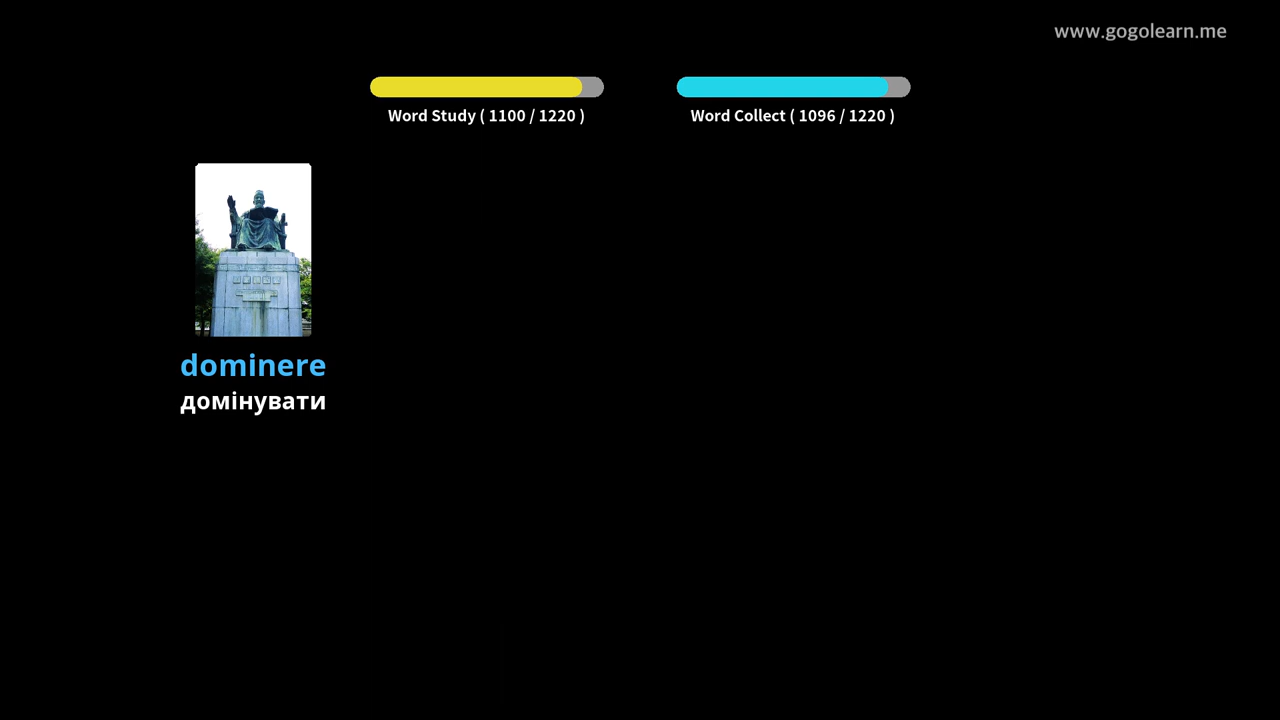 www.gogolearn.me
Word Study ( 1100 / 1220 )
Word Collect ( 1096 / 1220 )
dominere
домінувати